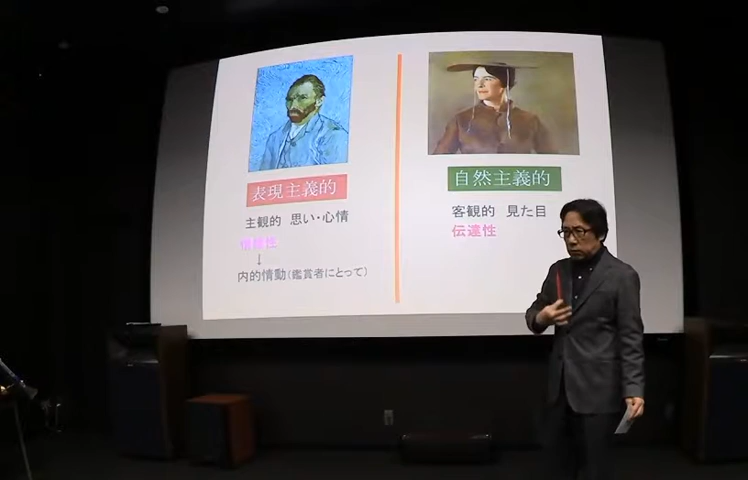 表現主義的
主観的 思い・心情
↓
内的情動(鑑賞者にとって)
自然主義的
客観的 見た目
伝達性